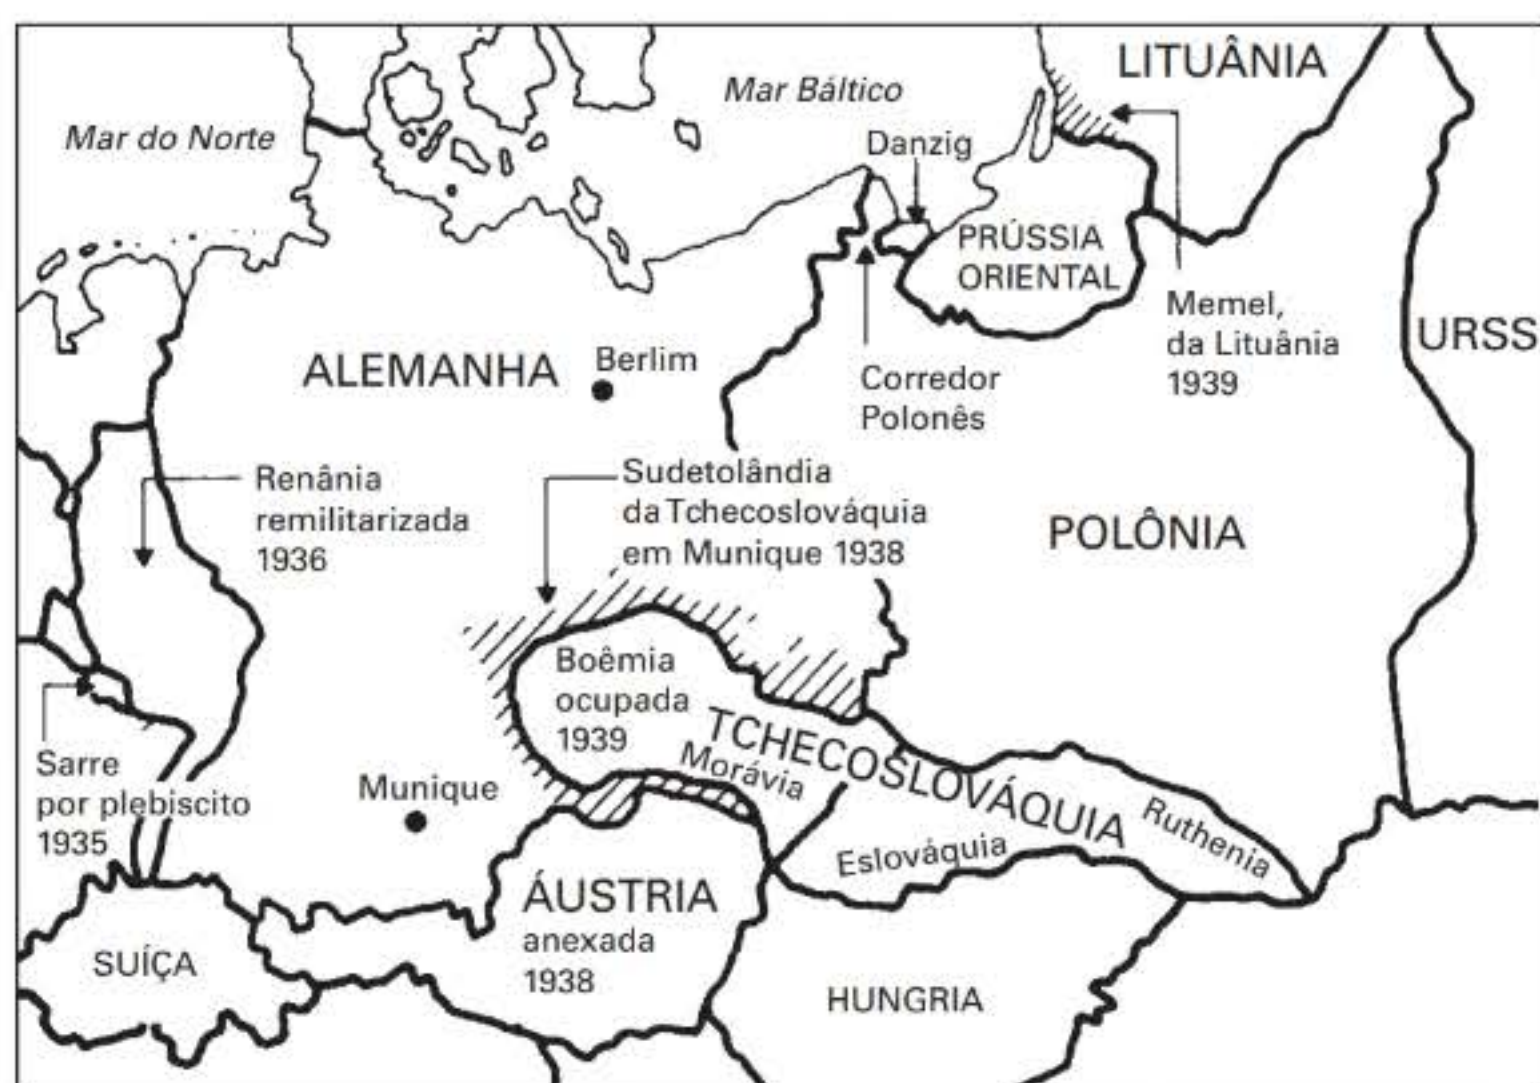 LITUÂNIA
Mar Báltico
Mar do Norte
Danzig
PRÚSSIA
ORIENTAL
Memel,
da Lituânia
1939
URSS
ALEMANHA
Berlim
Corredor
Polonês
Renânia
remilitarizada
1936
Sudetolândia
da Tchecoslováquia
em Munique 1938
POLÔNIA
Boêmia
ocupada
1939
TCHECOSLOVÁQUIA
Morávia
Sarre
por plebiscito
1935
Munique
Eslováquia
Ruthenia
ÁUSTRIA
anexada
1938
SUÍÇA
HUNGRIA